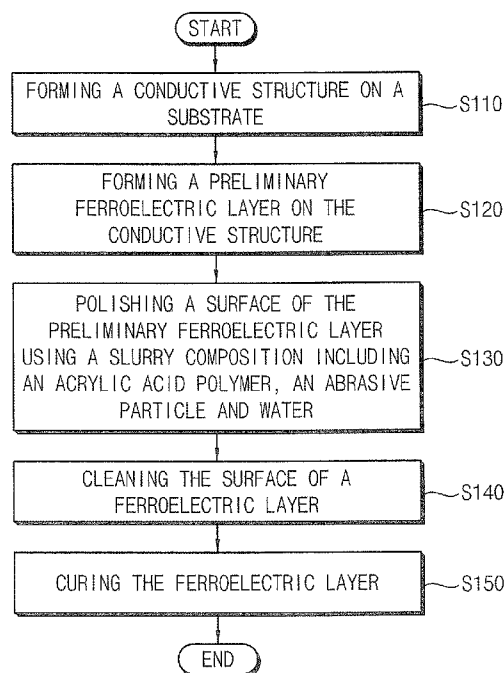 START
FORMING A CONDUCTIVE STRUCTURE ON A
SUBSTRATE
S110
FORMING A PRELIMINARY
FERROELECTRIC LAYER ON THE
CONDUCTIVE STRUCTURE
S120
POLISHING A SURFACE OF THE
PRELIMINARY FERROELECTRIC LAYER
USING A SLURRY COMPOSITION INCLUDING
AN ACRYLIC ACID POLYMER, AN ABRASIVE
PARTICLE AND WATER
S130
CLEANING THE SURFACE OF A
FERROELECTRIC LAYER
S140
CURING THE FERROELECTRIC LAYER
S150
END